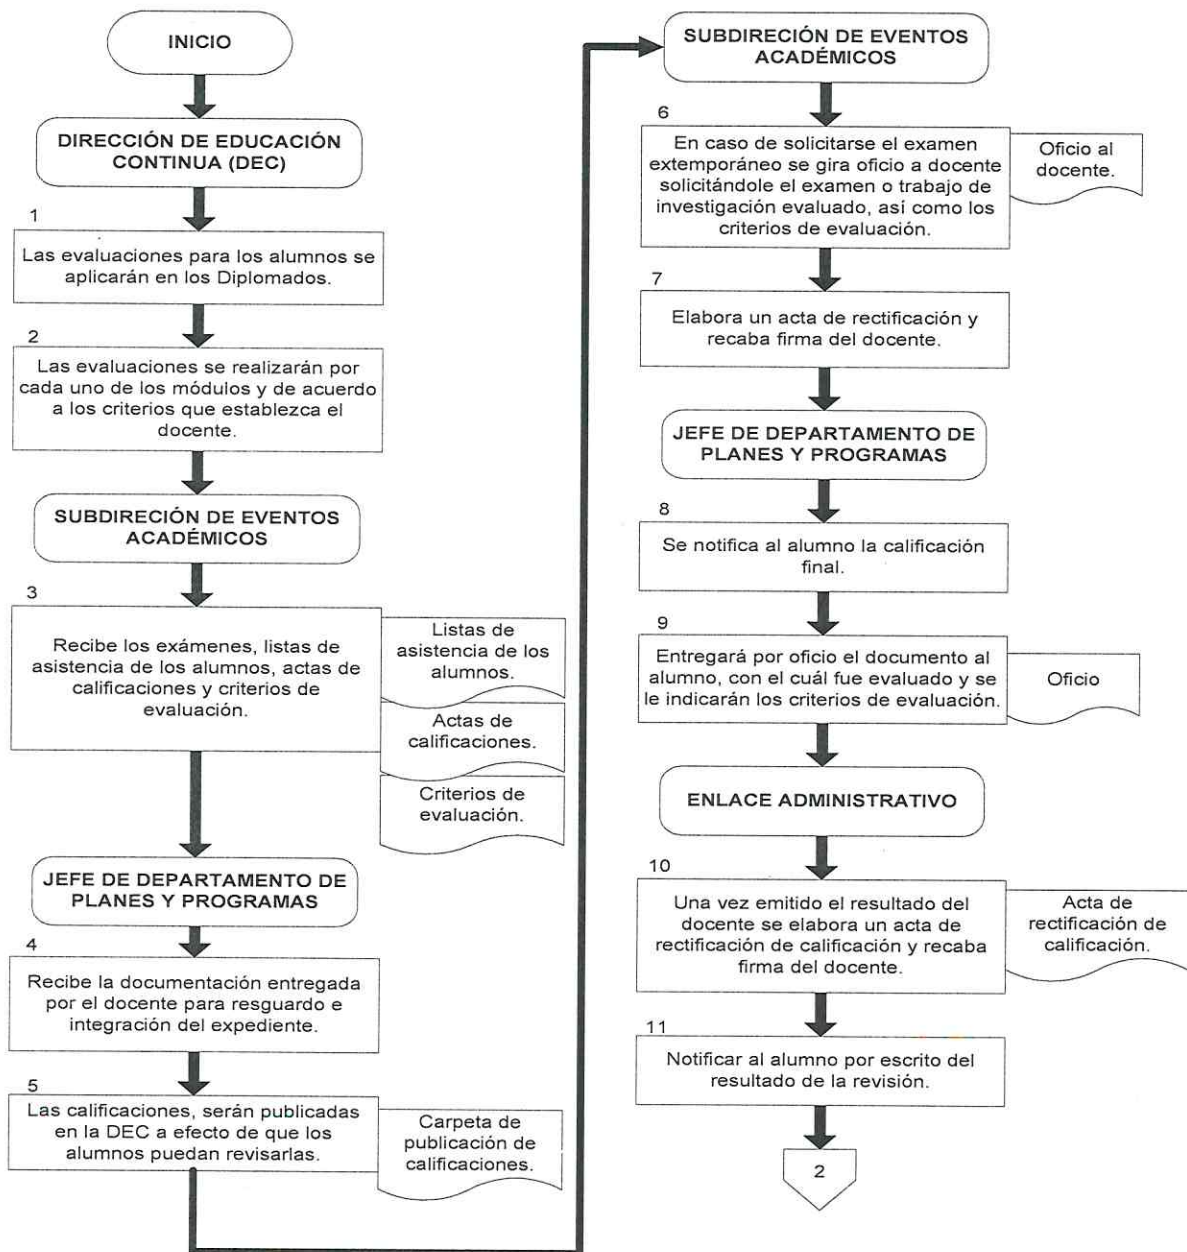 INICIO
DIRECCIÓN DE EDUCACIÓN
CONTINUA (DEC)
1
Las evaluaciones para los alumnos se
aplicarán en los Diplomados.
2
Las evaluaciones se realizarán por
cada uno de los módulos y de acuerdo
a los criterios que establezca el
docente.
SUBDIRECIÓN DE EVENTOS
ACADÉMICOS
3
Recibe los exámenes, listas de
asistencia de los alumnos, actas de
calificaciones y criterios de
evaluación.
Listas de
asistencia de los
alumnos.
Actas de
calificaciones.
Criterios de
evaluación.
JEFE DE DEPARTAMENTO DE
PLANES Y PROGRAMAS
4
Recibe la documentación entregada
por el docente para resguardo e
integración del expediente.
5
Las calificaciones, serán publicadas
en la DEC a efecto de que los
alumnos puedan revisarlas.
Carpeta de
publicación de
calificaciones.
SUBDIRECIÓN DE EVENTOS
ACADÉMICOS
6
En caso de solicitarse el examen
extemporáneo se gira oficio a docente
solicitándole el examen o trabajo de
investigación evaluado, así como los
criterios de evaluación.
Oficio al
docente.
7
Elabora un acta de rectificación y
recaba firma del docente.
JEFE DE DEPARTAMENTO DE
PLANES Y PROGRAMAS
8
Se notifica al alumno la calificación
final.
9
Entregará por oficio el documento al
alumno, con el cuál fue evaluado y se
le indicarán los criterios de evaluación.
Oficio
ENLACE ADMINISTRATIVO
10
Una vez emitido el resultado del
docente se elabora un acta de
rectificación de calificación y recaba
firma del docente.
Acta de
rectificación de
calificación.
11
Notificar al alumno por escrito del
resultado de la revisión.
2